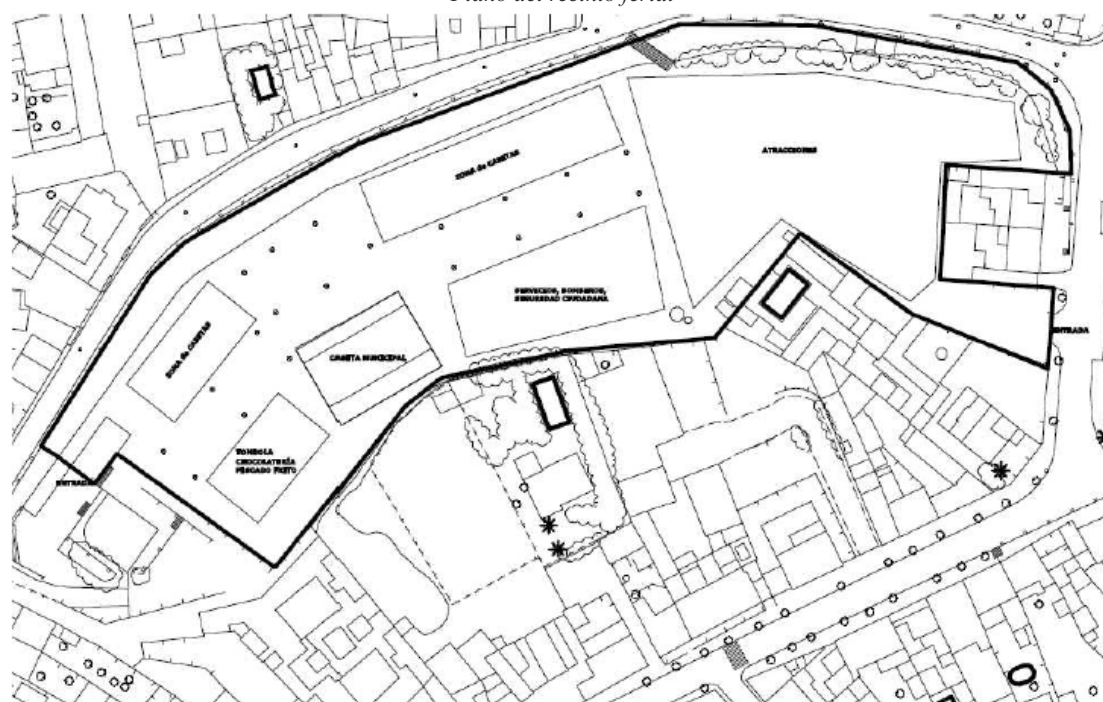 Plano del recinto ferial
ATRACCIONES
ZONA de CASETAS
SERVICIOS, BOMBEROS,
SEGURIDAD CIUDADANA
ENTRADA
ZONA de CASETAS
CASETA MUNICIPAL
TOMBOLA
CHOCOLATERÍA
PESCADO FRITO
ENTRADA